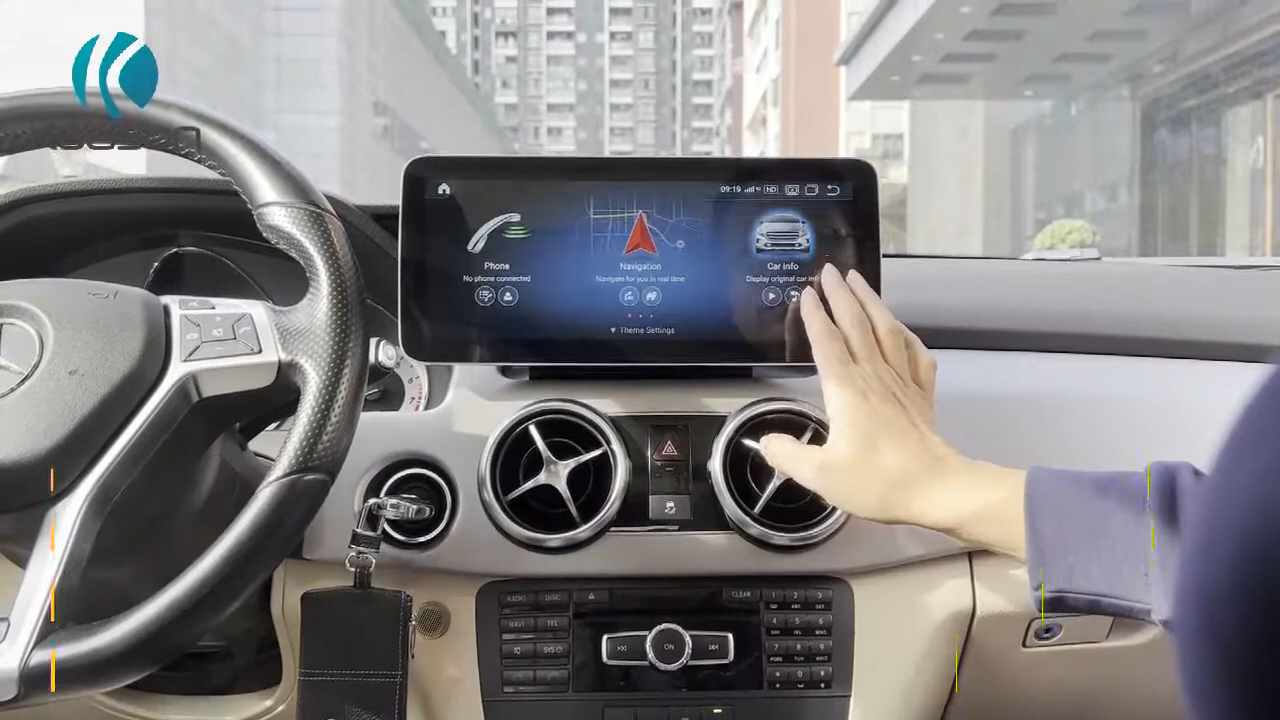 09:19
HD
Phone
No phone connected
Navigation
Navigate for you in real time
Car Info
Display original car
▼ Theme Settings
RADIO DISC
CLEAR
1 2 3
NAVI TEL
4 5 6
SYS
ON
7 8 9
* 0 #